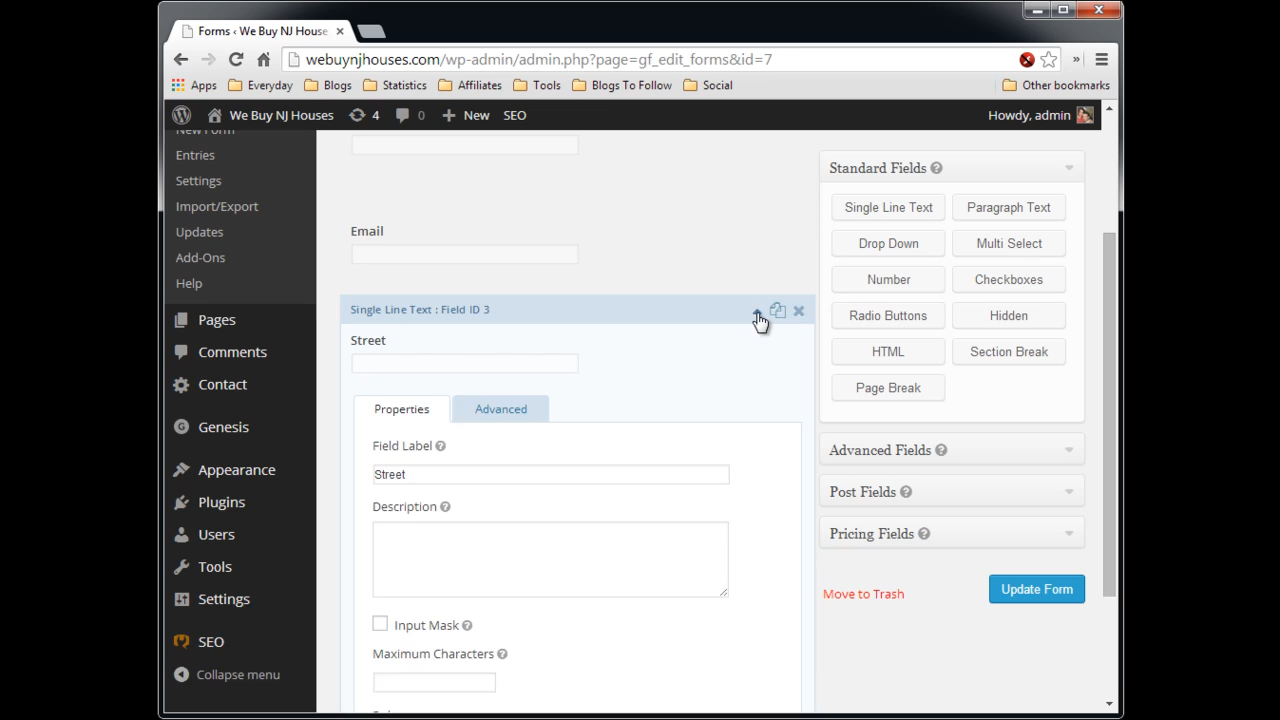 Forms ‹ We Buy NJ House
webuynjhouses.com/wp-admin/admin.php?page=gf_edit_forms&id=7
Apps Everyday Blogs Statistics Affiliates Tools Blogs To Follow Social Other bookmarks
We Buy NJ Houses 4 0 New SEO Howdy, admin
New Form
Entries
Settings
Import/Export
Updates
Add-Ons
Help
Pages
Comments
Contact
Genesis
Appearance
Plugins
Users
Tools
Settings
SEO
Collapse menu
Email
Single Line Text : Field ID 3
Street
Properties Advanced
Field Label
Street
Description
Input Mask
Maximum Characters
Standard Fields
Single Line Text Paragraph Text
Drop Down Multi Select
Number Checkboxes
Radio Buttons Hidden
HTML Section Break
Page Break
Advanced Fields
Post Fields
Pricing Fields
Move to Trash Update Form